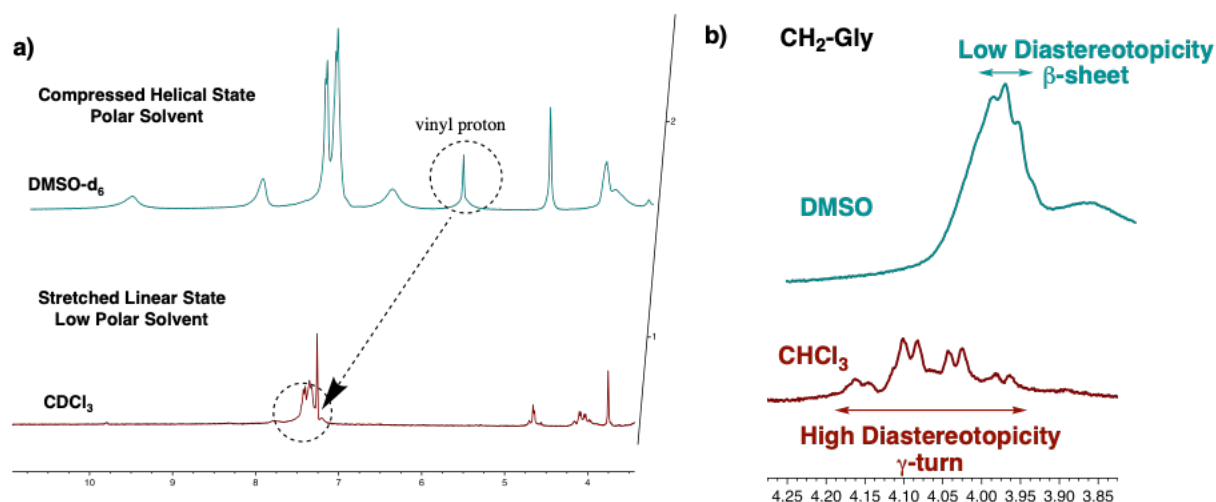 a)
Compressed Helical State
Polar Solvent
vinyl proton
DMSO-d6
2
Stretched Linear State
Low Polar Solvent
1
CDCl3
10 9 8 7 6 5 4
b)
CH2-Gly
Low Diastereotopicity
β-sheet
DMSO
CHCl3
High Diastereotopicity
γ-turn
4.25 4.20 4.15 4.10 4.05 4.00 3.95 3.90 3.85